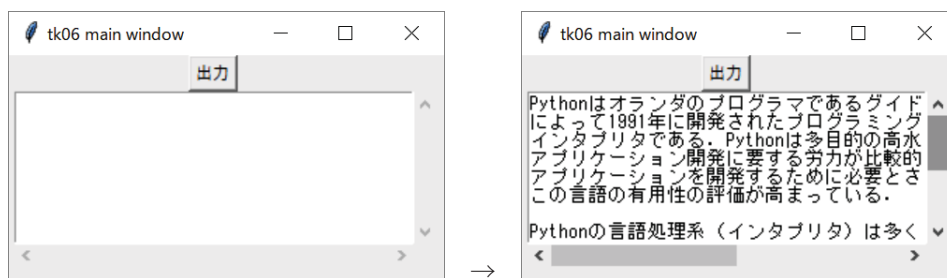 tk06 main window
出力
→
tk06 main window
出力
Pythonはオランダのプログラマであるグイド
によって1991年に開発されたプログラミング
インタプリタである．Pythonは多目的の高水
アプリケーション開発に要する労力が比較的
アプリケーションを開発するために必要とさ
この言語の有用性の評価が高まっている．
Pythonの言語処理系（インタプリタ）は多く